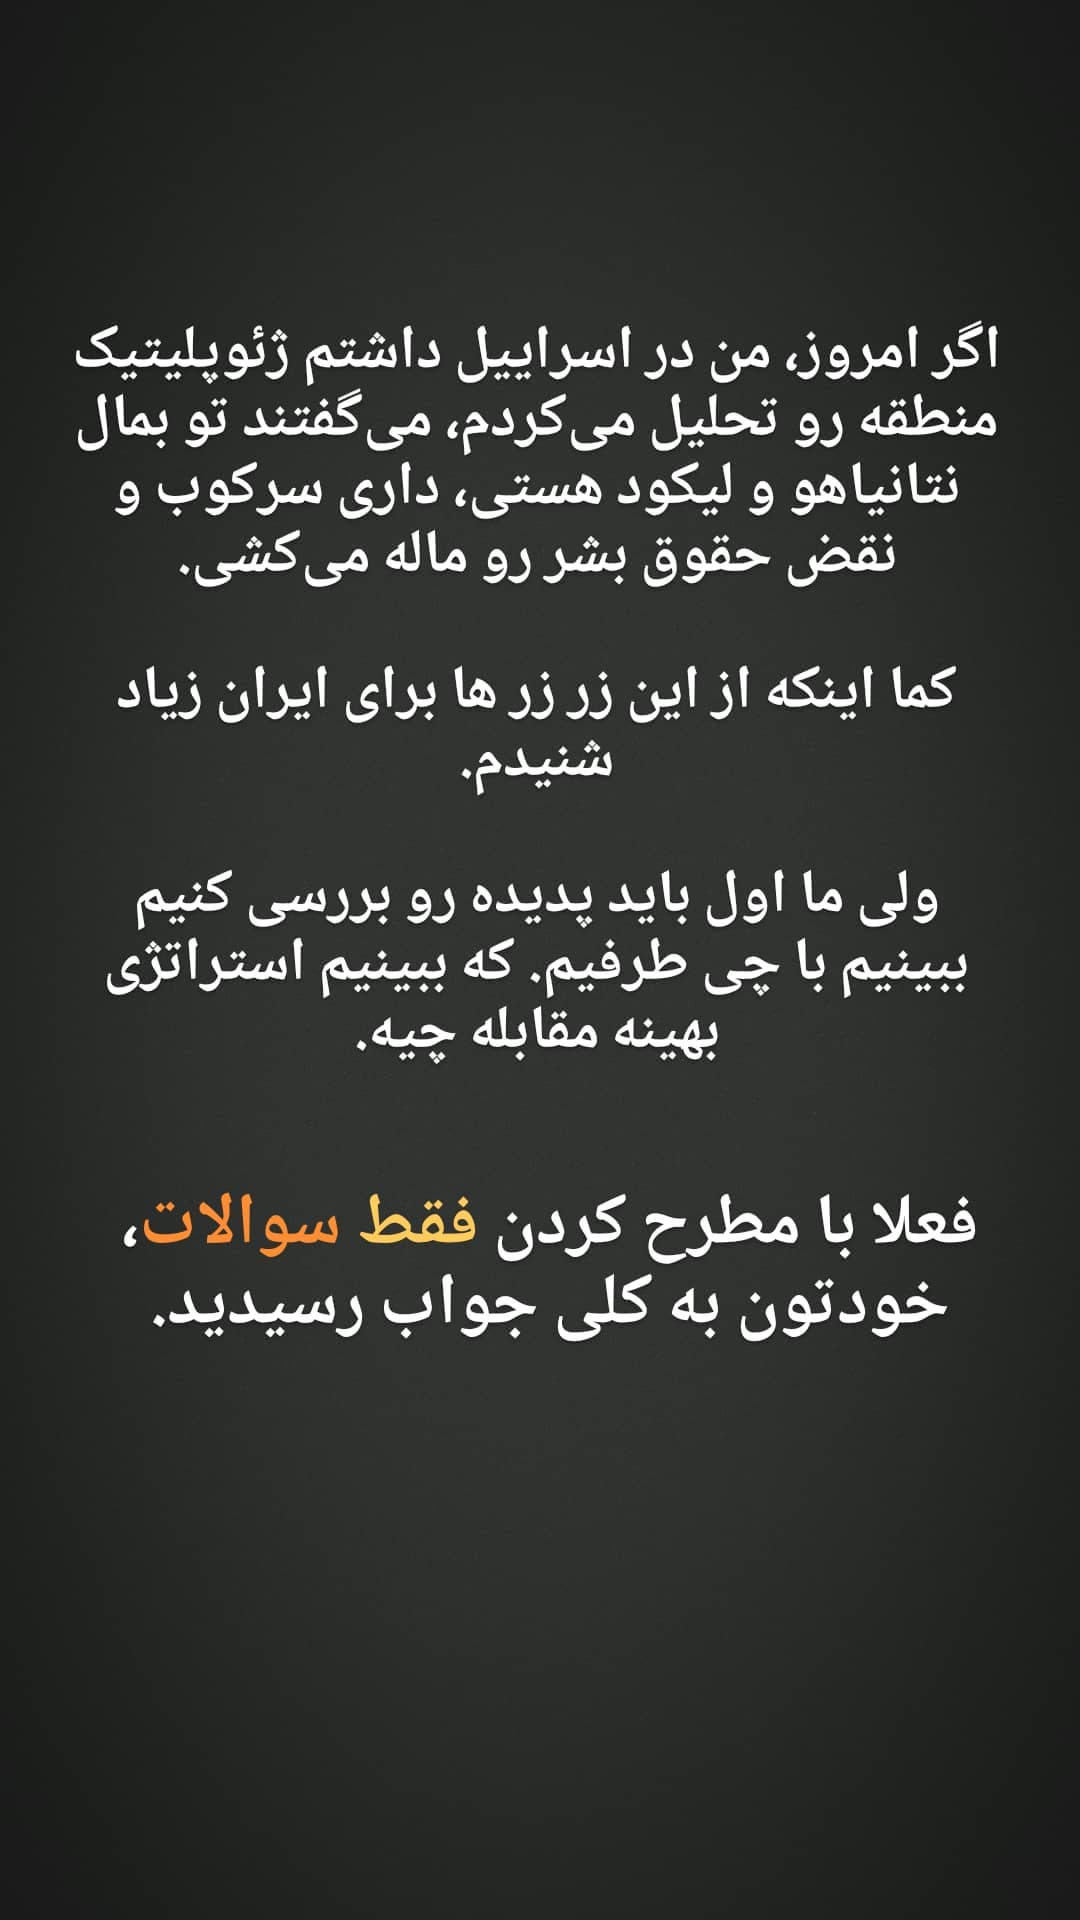 اگر امروز، من در اسراییل داشتم ژئوپلیتیک
منطقه رو تحلیل می‌کردم، می‌گفتند تو بمال
نتانیاهو و لیکود هستی، داری سرکوب و
نقض حقوق بشر رو ماله می‌کشی.
کما اینکه از این زر زر ها برای ایران زیاد
شنیدم.
ولی ما اول باید پدیده رو بررسی کنیم
ببینیم با چی طرفیم. که ببینیم استراتژی
بهینه مقابله چیه.
فعلا با مطرح کردن فقط سوالات،
خودتون به کلی جواب رسیدید.